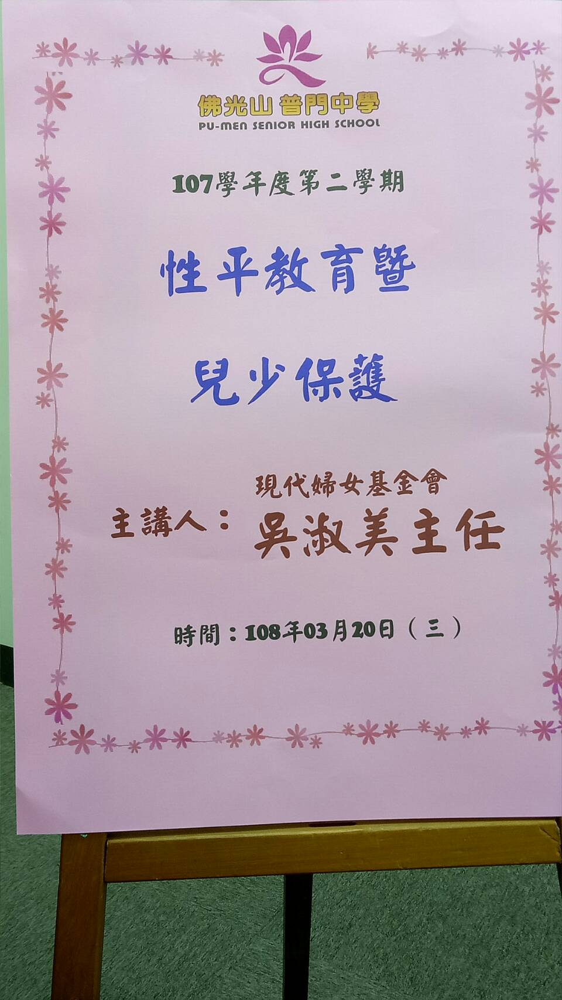 佛光山 普門中學
PU-MEN SENIOR HIGH SCHOOL
107學年度第二學期
性平教育暨
兒少保護
現代婦女基金會
主講人：吳淑美主任
時間：108年03月20日（三）